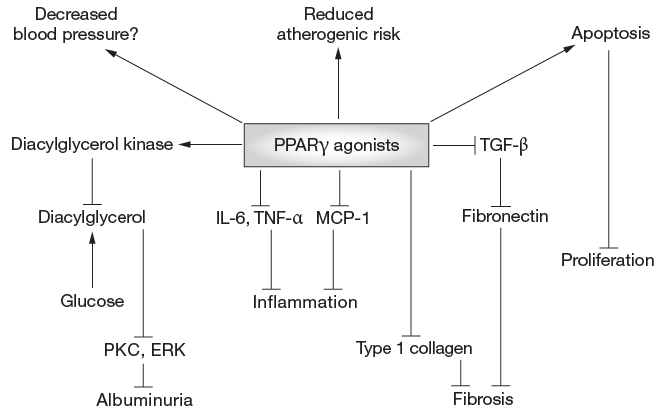 Decreased
blood pressure?
Reduced
atherogenic risk
Apoptosis
Diacylglycerol kinase
PPARγ agonists
TGF-β
Diacylglycerol
IL-6, TNF-α
MCP-1
Fibronectin
Proliferation
Glucose
Inflammation
PKC, ERK
Type 1 collagen
Albuminuria
Fibrosis